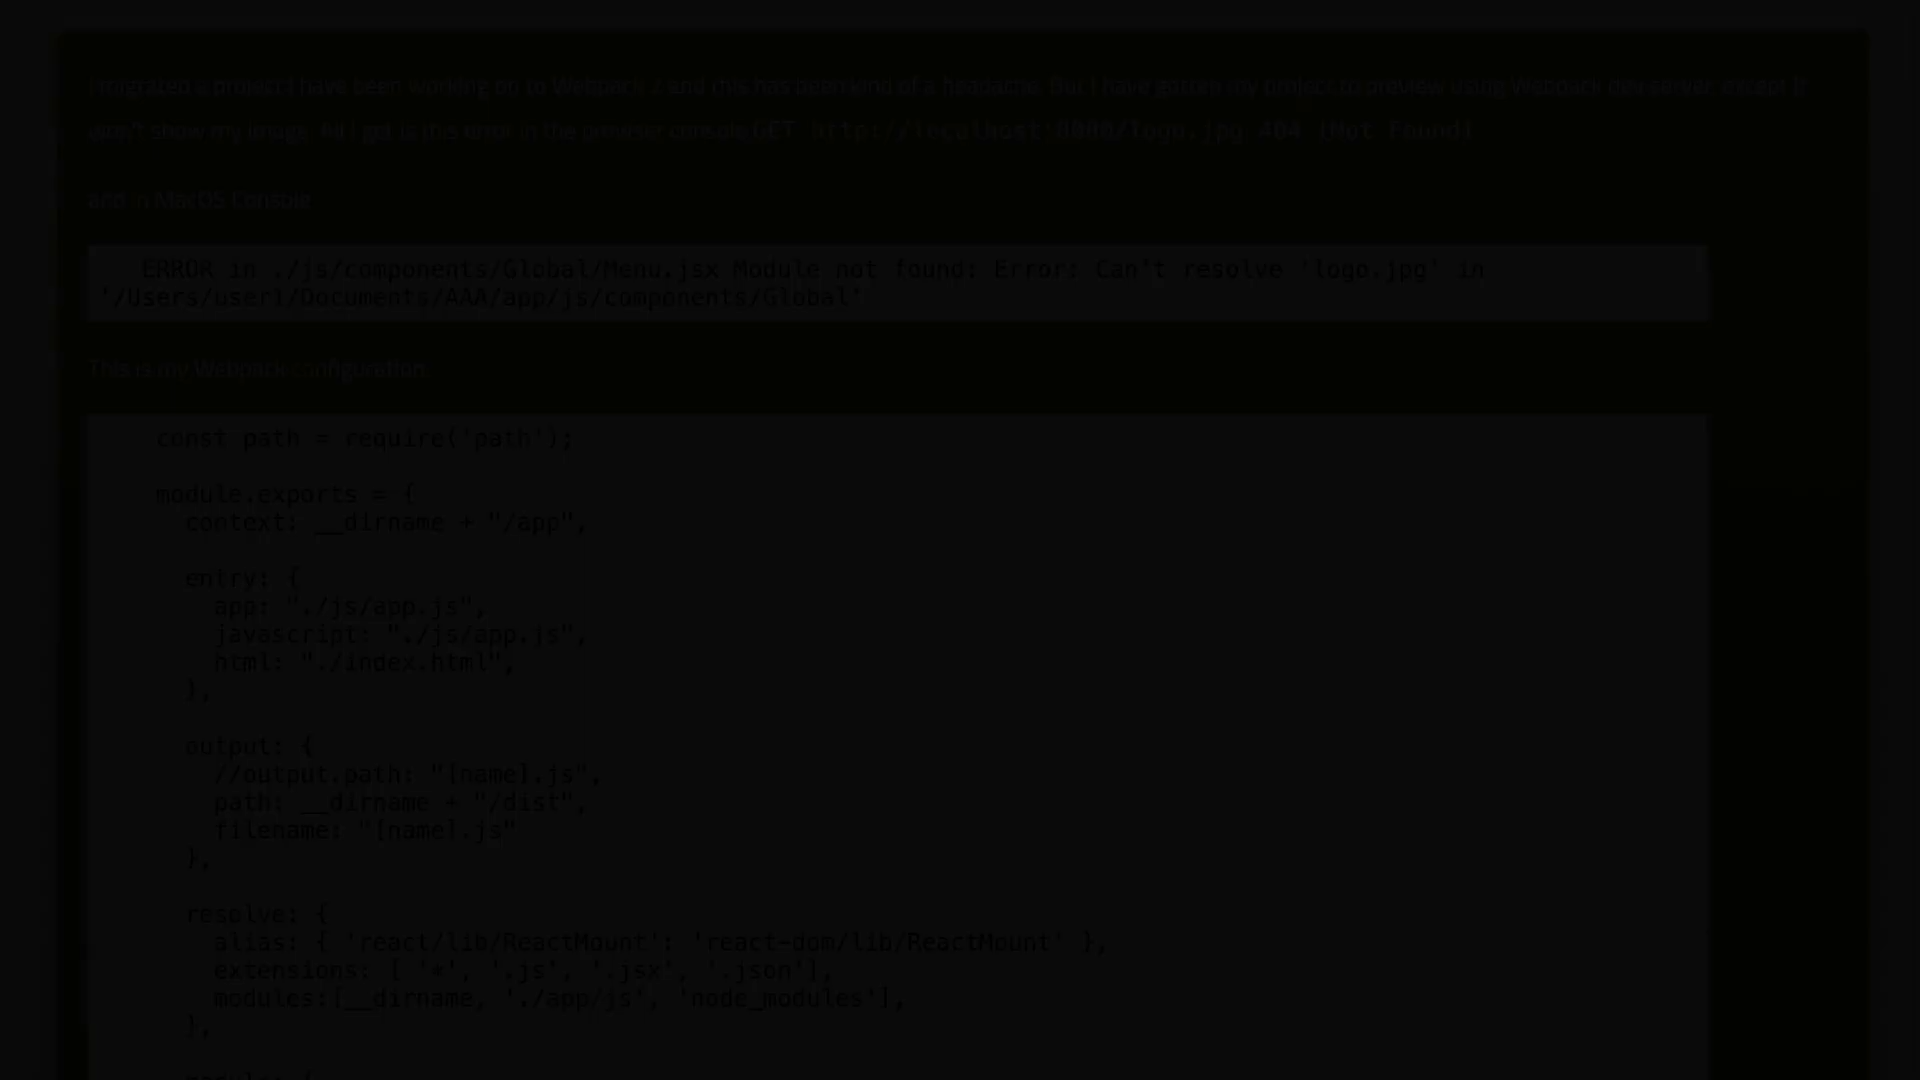 I migrated a project I have been working on to Webpack 2 and this has been kind of a headache. But I have gotten my project to preview using Webpack dev server, except it
won't show my image. All I get is this error in the browser console GET http://localhost:8080/logo.jpg 404 (Not Found)
and in MacOS Console
ERROR in ./js/components/Global/Menu.jsx Module not found: Error: Can't resolve 'logo.jpg' in
'/Users/user1/Documents/AAA/app/js/components/Global'
This is my Webpack configuration:
const path = require('path');
module.exports = {
context: __dirname + "/app",
entry: {
app: "./js/app.js",
javascript: "./js/app.js",
html: "./index.html",
},
output: {
//output.path: "[name].js",
path: __dirname + "/dist",
filename: "[name].js"
},
resolve: {
alias: { 'react/lib/ReactMount': 'react-dom/lib/ReactMount' },
extensions: [ '*', '.js', '.jsx', '.json'],
modules:[__dirname, './app/js', 'node_modules'],
},